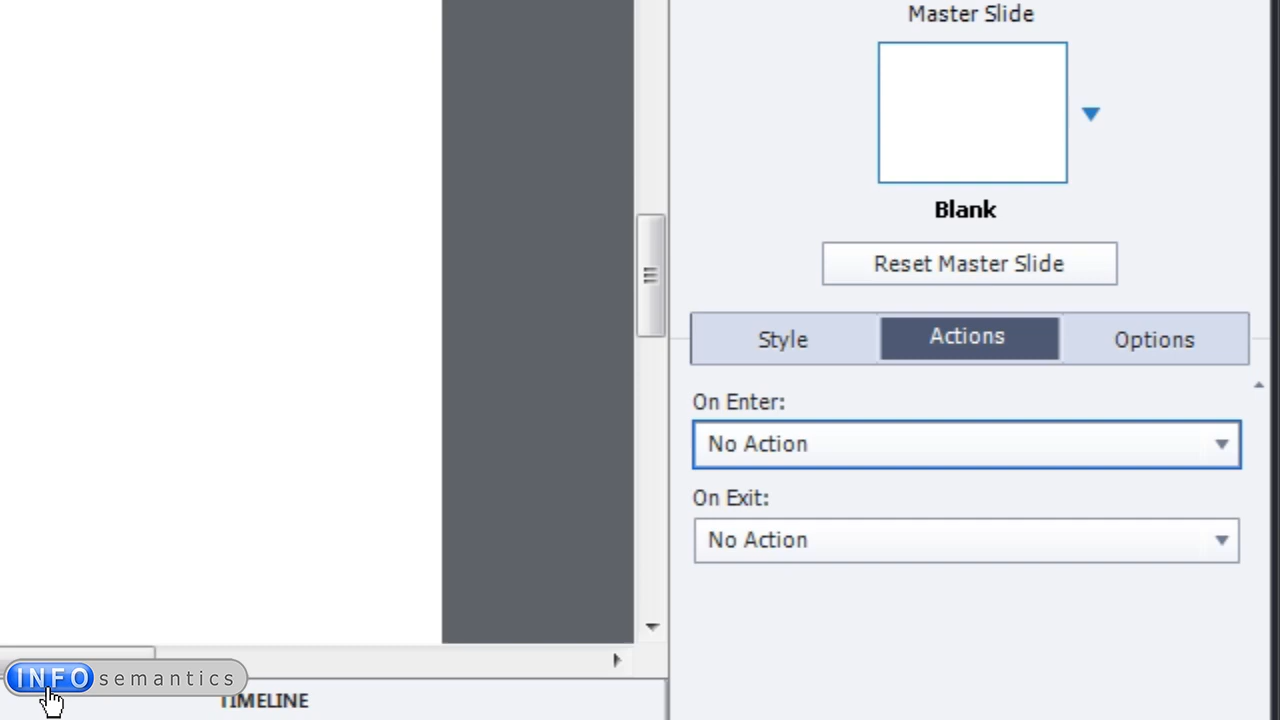 Master Slide
Blank
Reset Master Slide
Style Actions Options
On Enter:
No Action
On Exit:
No Action
INFOsemantics
TIMELINE